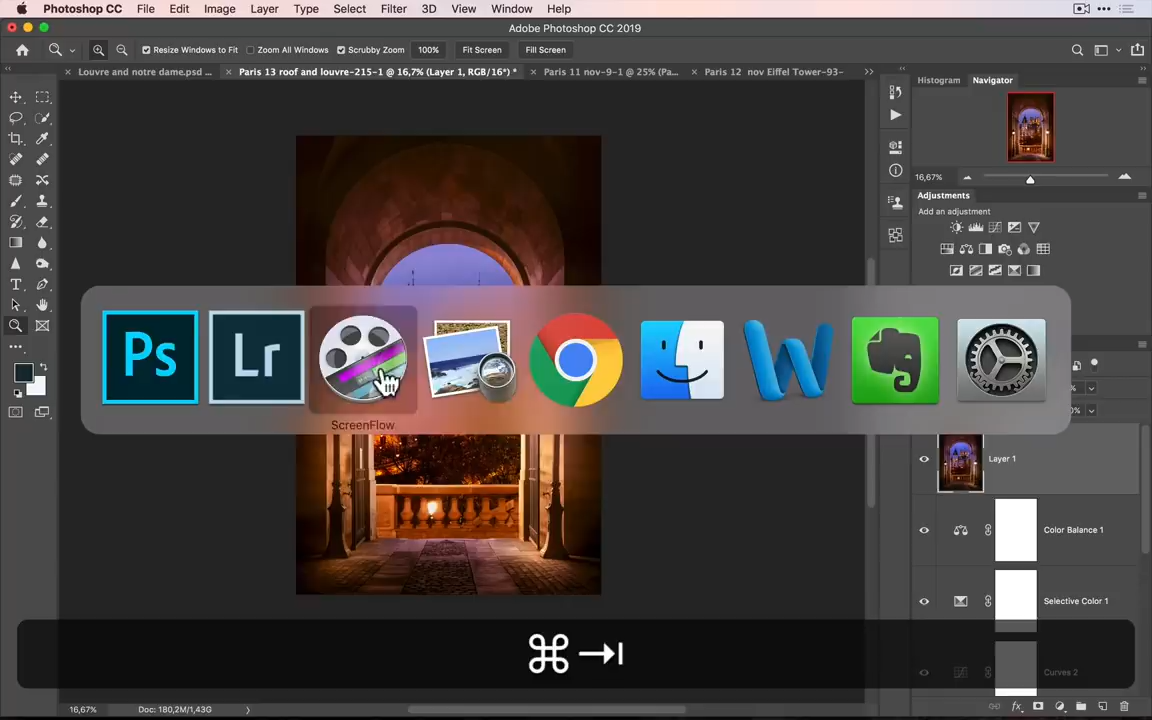 Photoshop CC File Edit Image Layer Type Select Filter 3D View Window Help
Adobe Photoshop CC 2019
Resize Windows to Fit Zoom All Windows Scrubby Zoom 100% Fit Screen Fill Screen
Louvre and notre dame.psd ... Paris 13 roof and louvre-215-1 @ 16,7% (Layer 1, RGB/16*) * Paris 11 nov-9-1 @ 25% (Pa... Paris 12 nov Eiffel Tower-93-
Histogram Navigator
16,67%
Adjustments
Add an adjustment
Ps Lr W
ScreenFlow
Layer 1
Color Balance 1
Selective Color 1
⌘⇥
Curves 2
16,67% Doc: 180,2M/1,43G
fx